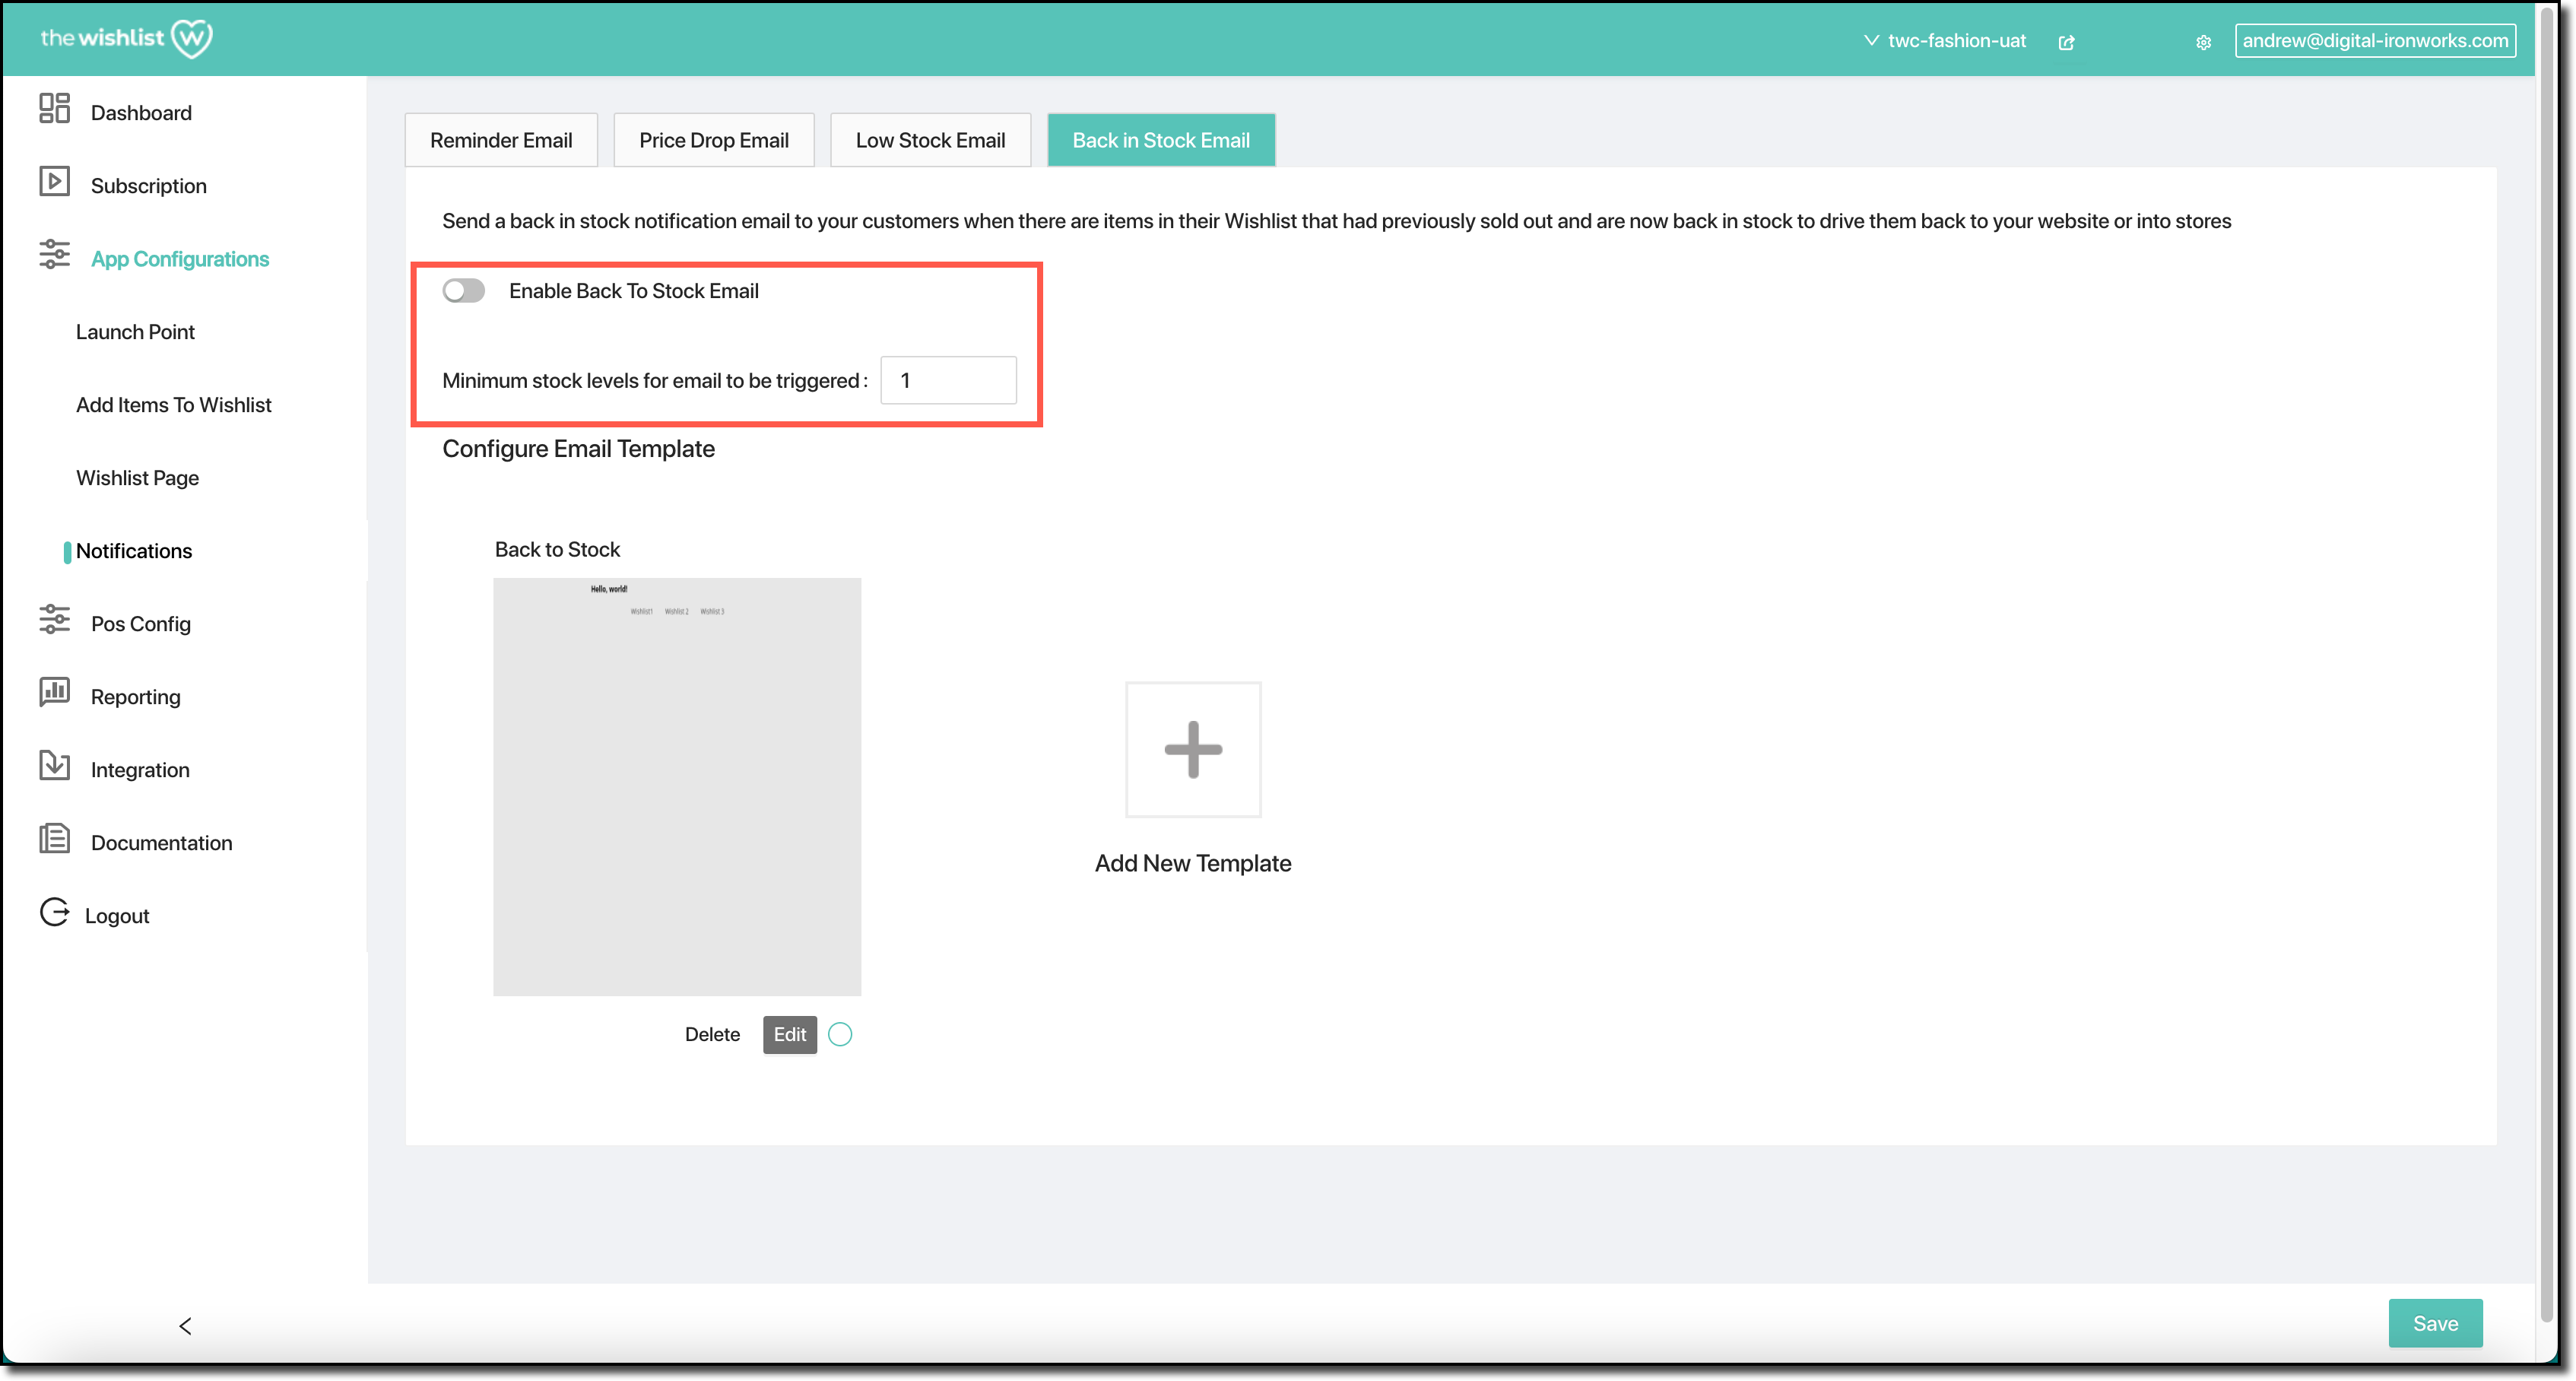 the wishlist W
twc-fashion-uat
andrew@digital-ironworks.com
Dashboard
Subscription
App Configurations
Launch Point
Add Items To Wishlist
Wishlist Page
Notifications
Pos Config
Reporting
Integration
Documentation
Logout
Reminder Email
Price Drop Email
Low Stock Email
Back in Stock Email
Send a back in stock notification email to your customers when there are items in their Wishlist that had previously sold out and are now back in stock to drive them back to your website or into stores
Enable Back To Stock Email
Minimum stock levels for email to be triggered : 1
Configure Email Template
Back to Stock
Hello, world!
Wishlist1 Wishlist 2 Wishlist 3
Add New Template
Delete Edit
Save